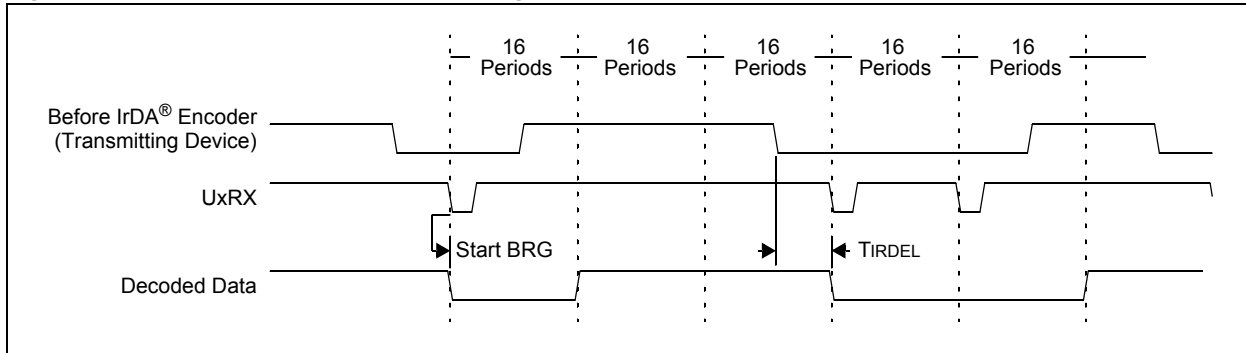 16 Periods
16 Periods
16 Periods
16 Periods
16 Periods
Before IrDA® Encoder
(Transmitting Device)
UxRX
Start BRG
TIRDEL
Decoded Data